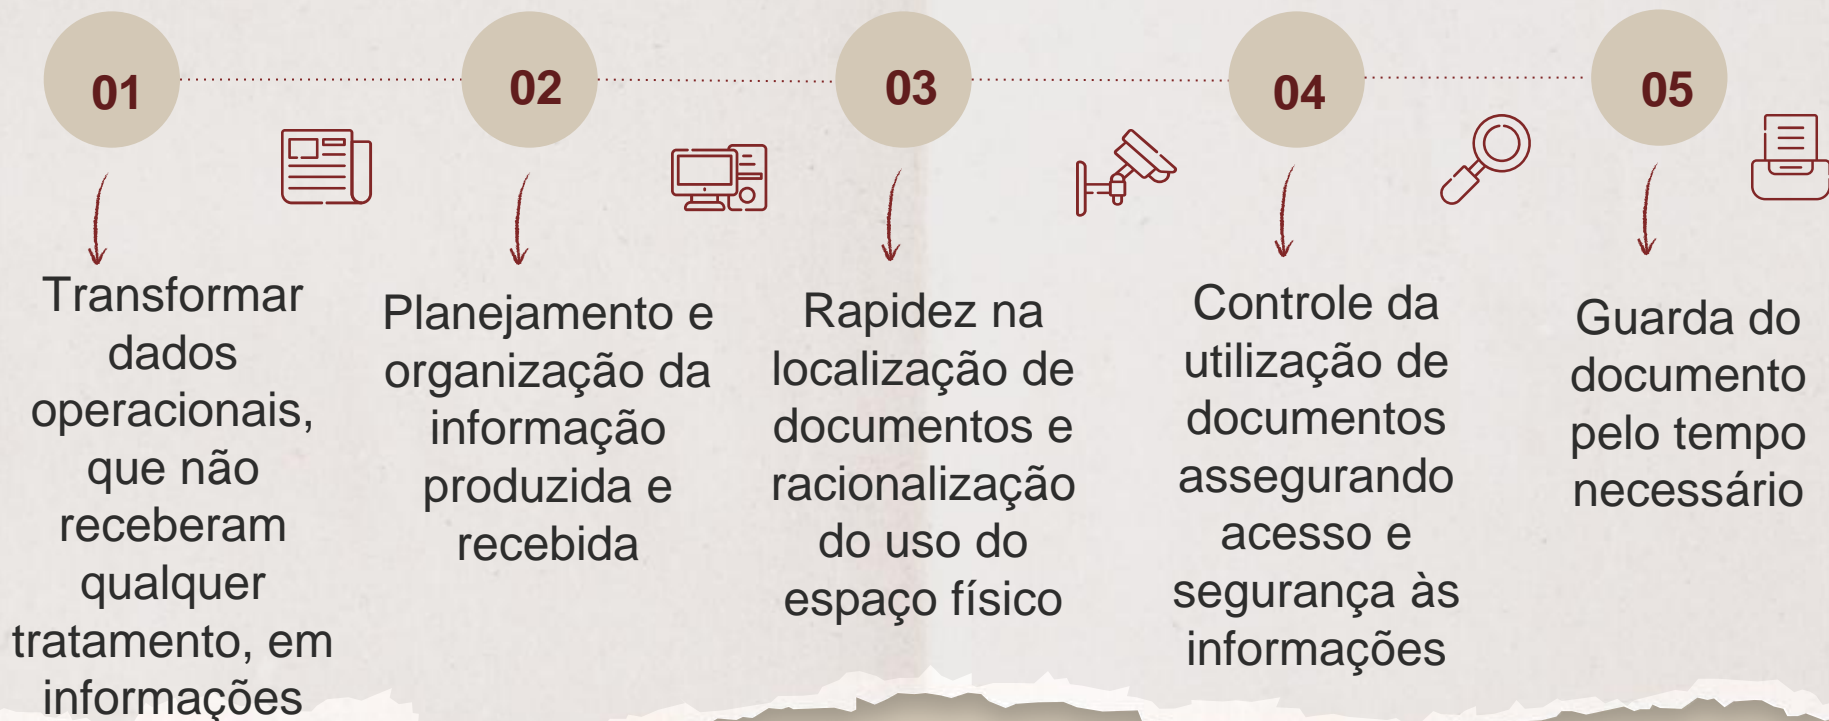 01
Transformar
dados
operacionais,
que não
receberam
qualquer
tratamento, em
informações
02
Planejamento e
organização da
informação
produzida e
recebida
03
Rapidez na
localização de
documentos e
racionalização
do uso do
espaço físico
04
Controle da
utilização de
documentos
assegurando
acesso e
segurança às
informações
05
Guarda do
documento
pelo tempo
necessário